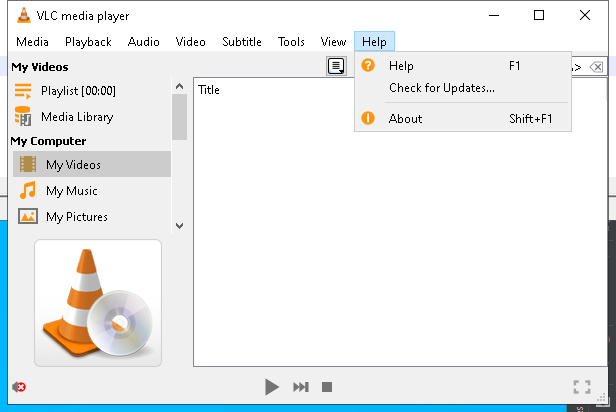 VLC media player
Media Playback Audio Video Subtitle Tools View Help
My Videos
Playlist [00:00]
Media Library
My Computer
My Videos
My Music
My Pictures
Title
Help F1
Check for Updates...
About Shift+F1